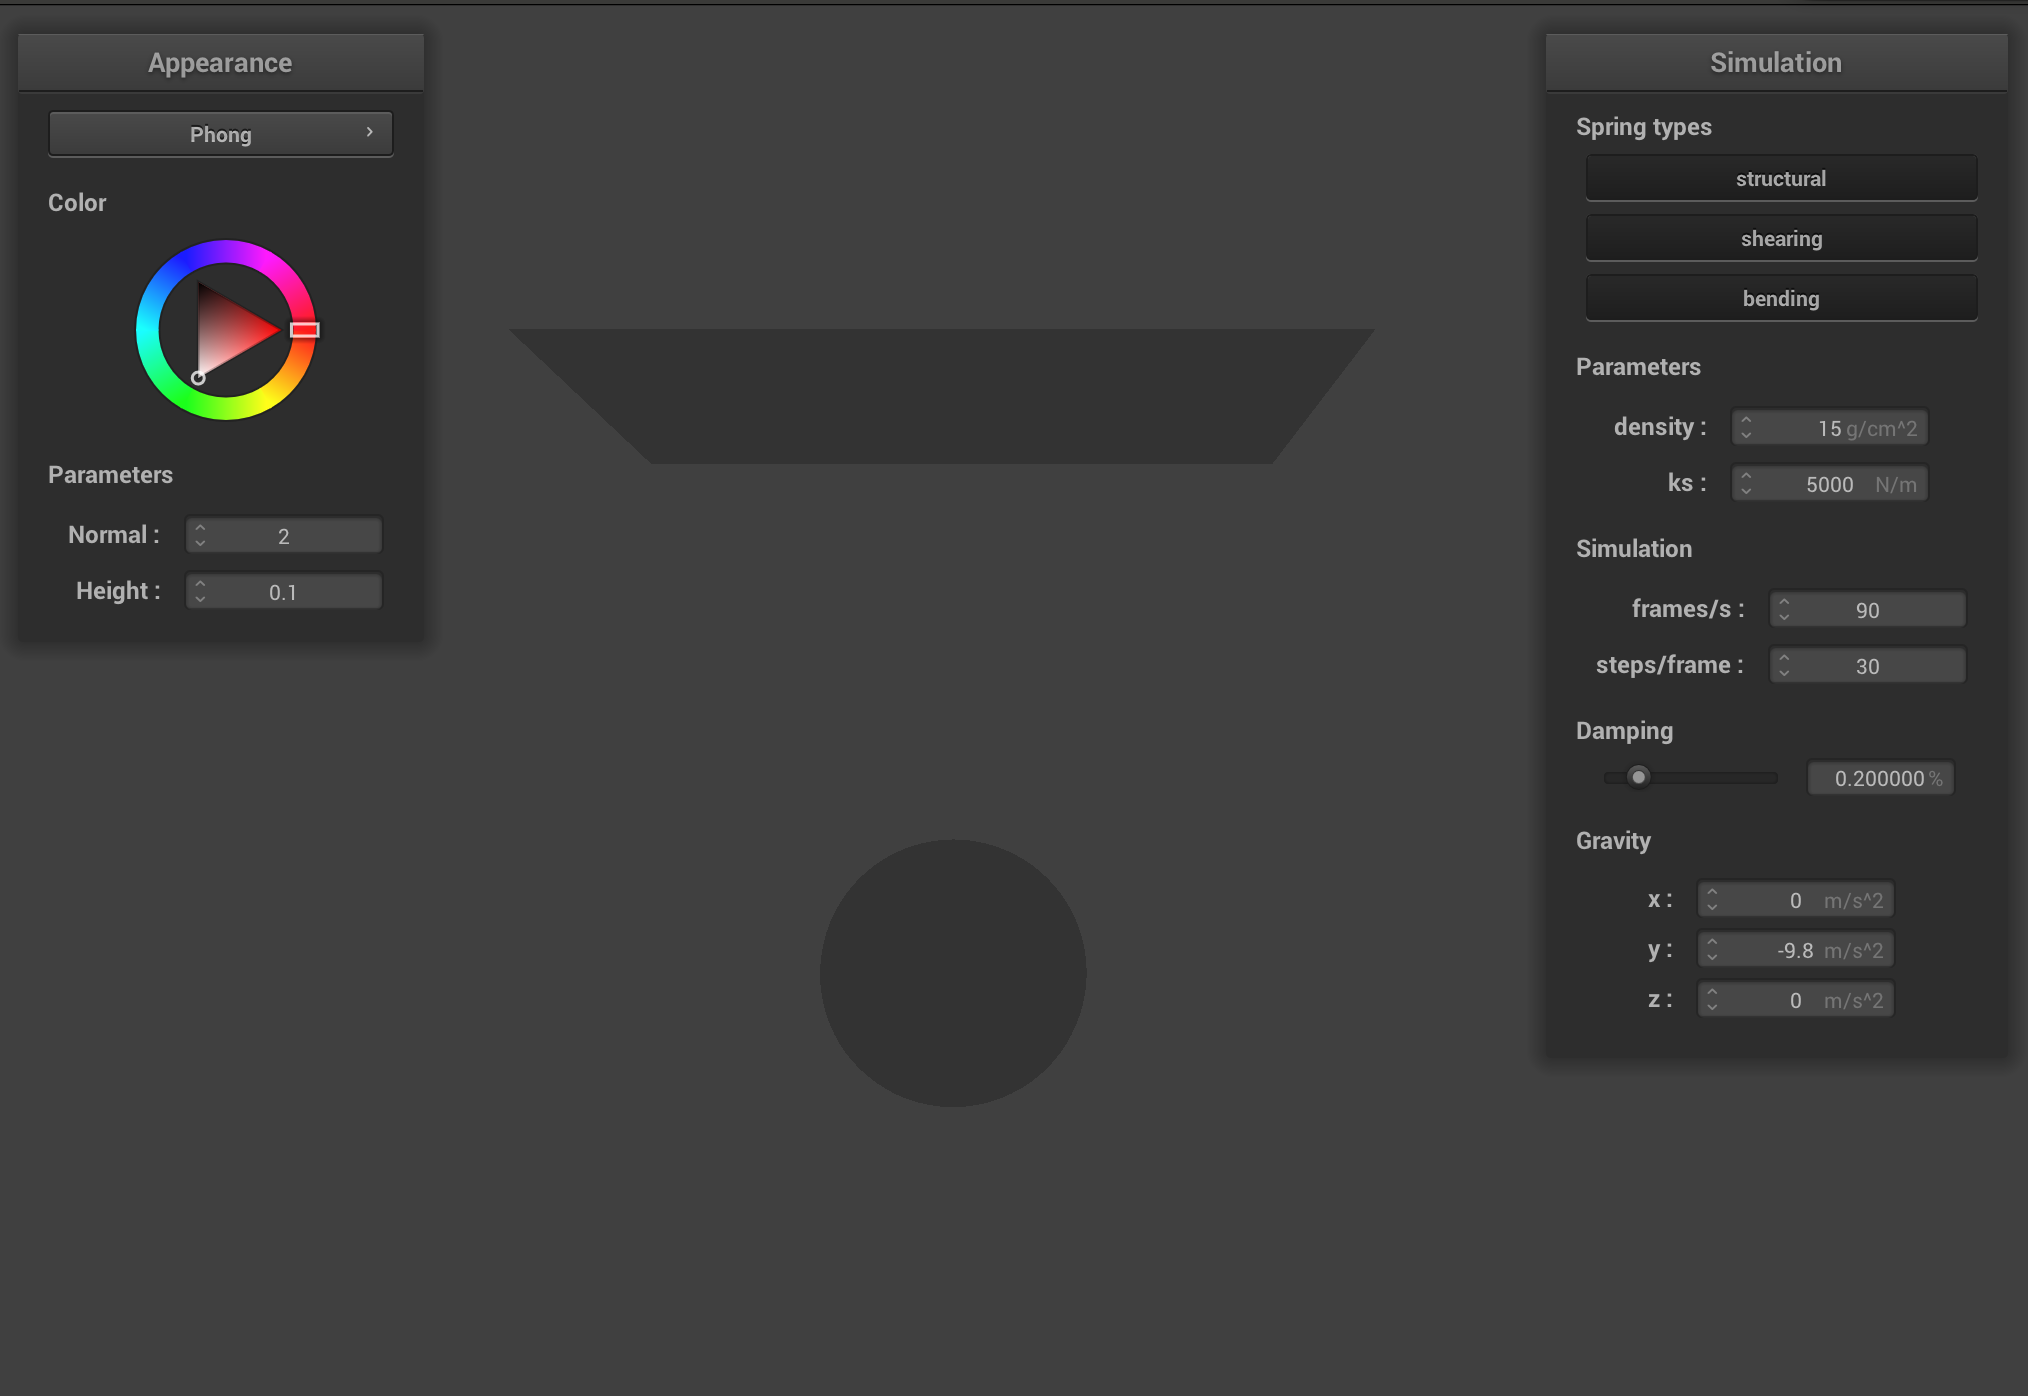 Appearance
Phong
Color
Parameters
Normal : 2
Height : 0.1
Simulation
Spring types
structural
shearing
bending
Parameters
density : 15 g/cm^2
ks : 5000 N/m
Simulation
frames/s : 90
steps/frame : 30
Damping
0.200000 %
Gravity
x : 0 m/s^2
y : -9.8 m/s^2
z : 0 m/s^2